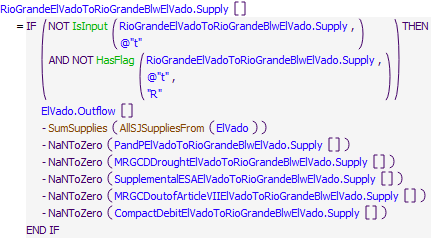 RioGrandeElVadoToRioGrandeBlwElVado.Supply []
= IF ( NOT IsInput ( RioGrandeElVadoToRioGrandeBlwElVado.Supply , ) THEN
@"t"
AND NOT HasFlag ( RioGrandeElVadoToRioGrandeBlwElVado.Supply ,
@"t" ,
"R" )
ElVado.Outflow []
- SumSupplies ( AllSJSuppliesFrom ( ElVado ) )
- NaNToZero ( PandPElVadoToRioGrandeBlwElVado.Supply [] )
- NaNToZero ( MRGCDDroughtElVadoToRioGrandeBlwElVado.Supply [] )
- NaNToZero ( SupplementalESAElVadoToRioGrandeBlwElVado.Supply [] )
- NaNToZero ( MRGCDoutofArticleVIIElVadoToRioGrandeBlwElVado.Supply [] )
- NaNToZero ( CompactDebitElVadoToRioGrandeBlwElVado.Supply [] )
END IF